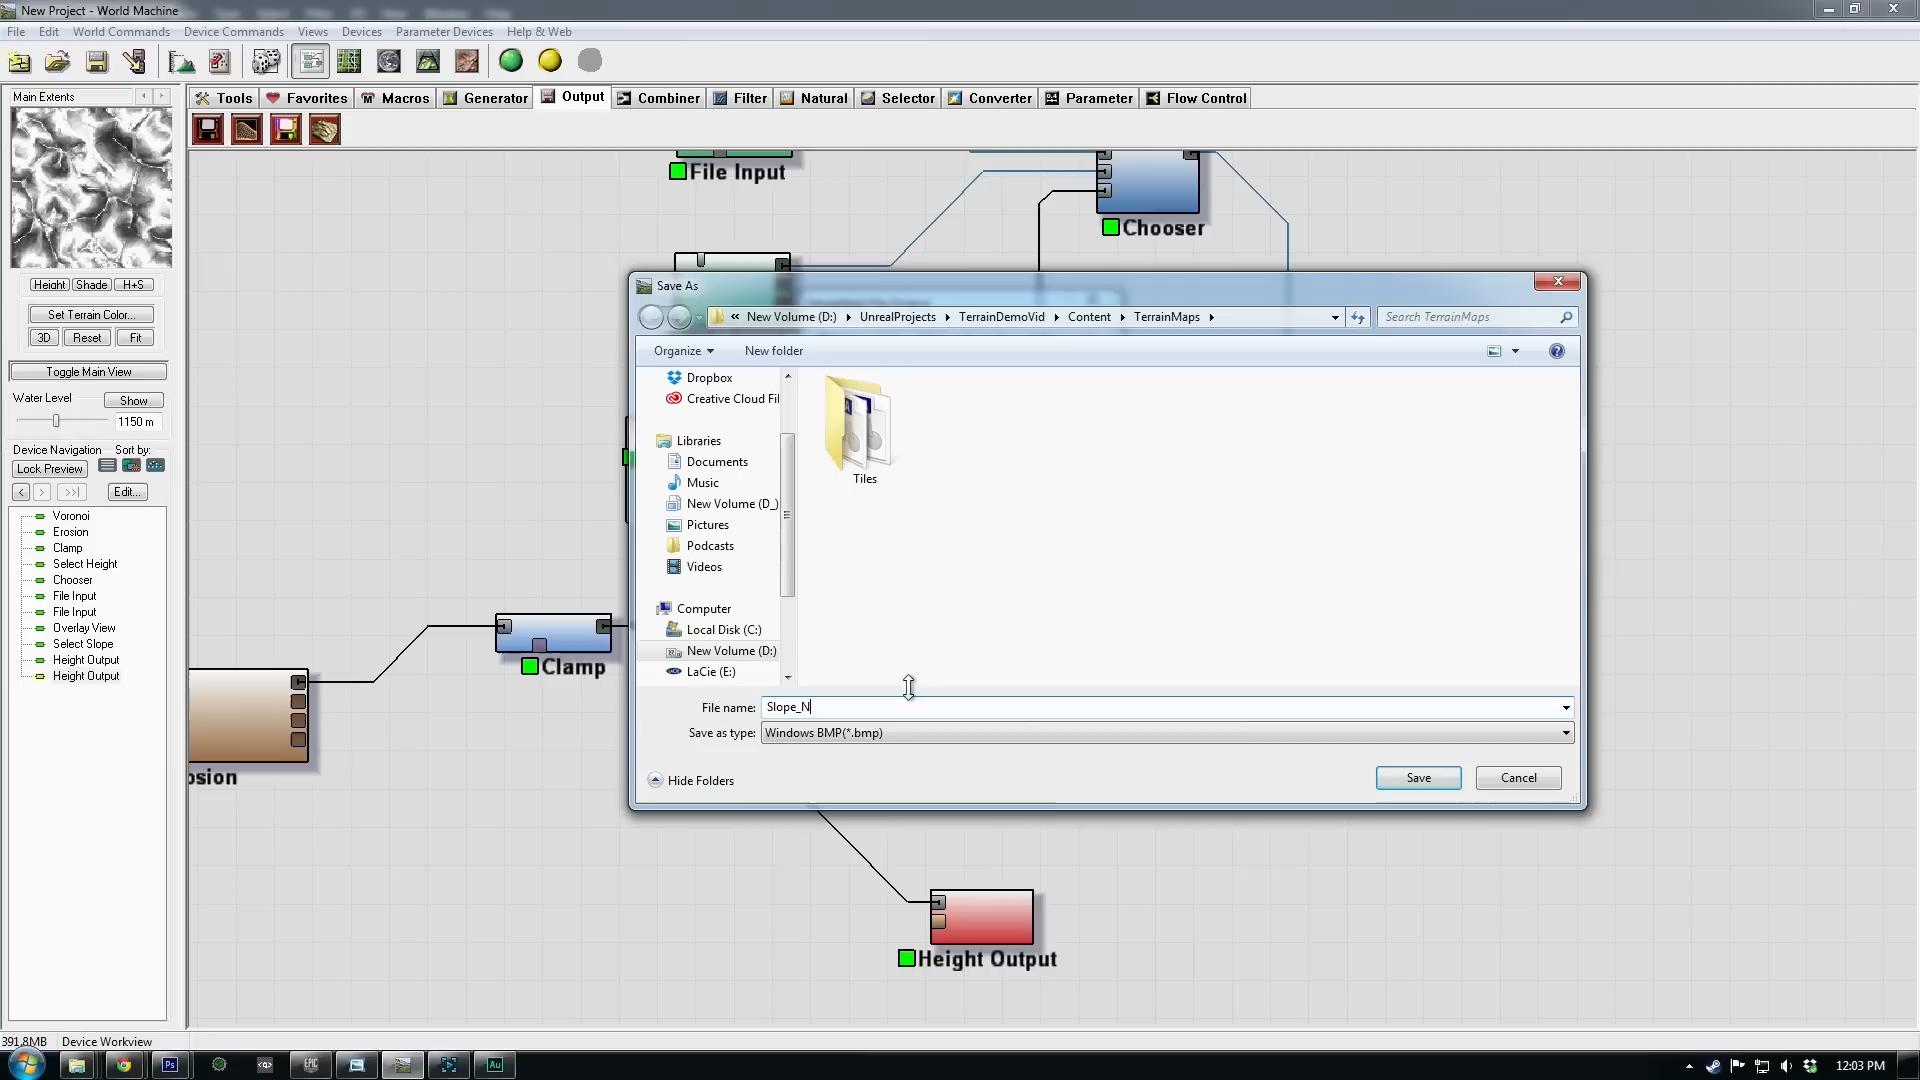 New Project - World Machine
File Edit World Commands Device Commands Views Devices Parameter Devices Help & Web
Main Extents
Tools Favorites Macros Generator Output Combiner Filter Natural Selector Converter Parameter Flow Control
File Input
Chooser
Height Shade H+S
Set Terrain Color...
3D Reset Fit
Toggle Main View
Water Level Show
1150 m
Device Navigation Sort by:
Lock Preview
< > >>| Edit...
Voronoi
Erosion
Clamp
Select Height
Chooser
File Input
File Input
Overlay View
Select Slope
Height Output
Height Output
Save As
« New Volume (D:) UnrealProjects TerrainDemoVid Content TerrainMaps
Search TerrainMaps
Organize New folder
Dropbox
Creative Cloud Fil
Libraries
Documents
Music
New Volume (D_)
Pictures
Podcasts
Videos
Computer
Local Disk (C:)
New Volume (D:)
LaCie (E:)
Tiles
File name: Slope_N
Save as type: Windows BMP(*.bmp)
Hide Folders
Save Cancel
Clamp
osion
Height Output
391,8MB Device Workview
Ps EPIC Au
12:03 PM